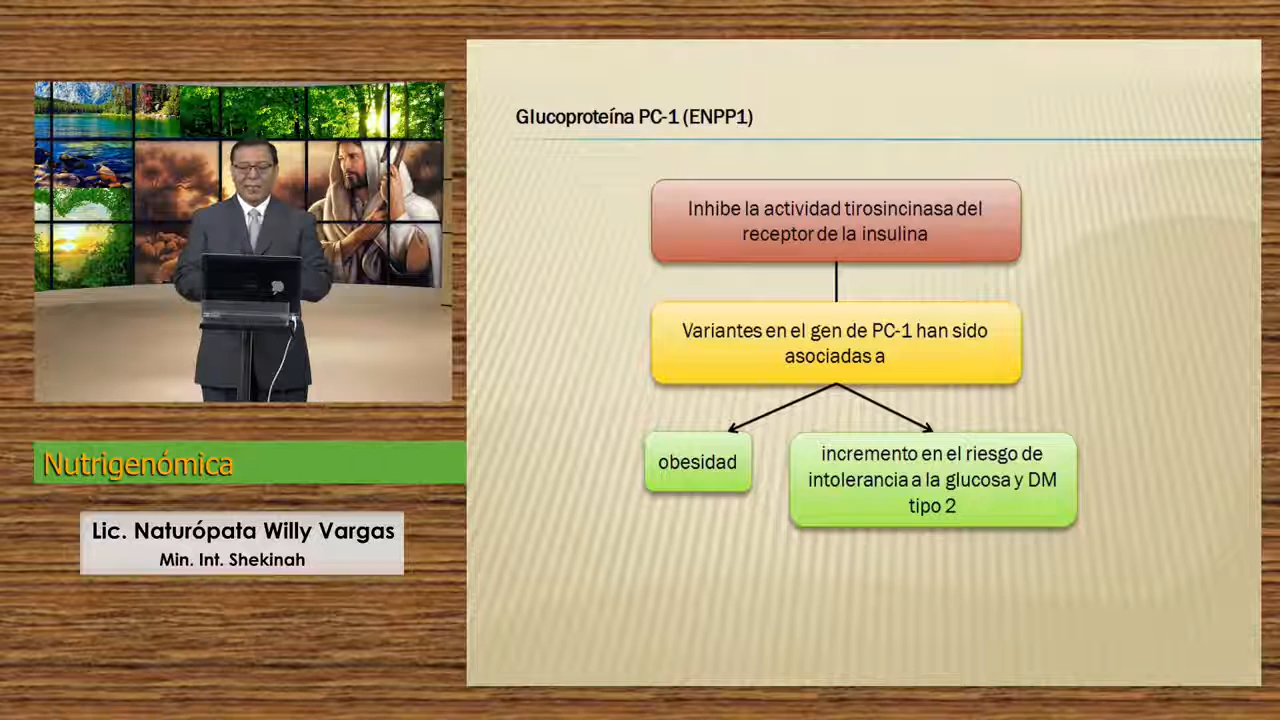 Glucoproteína PC-1 (ENPP1)
Inhibe la actividad tirosincinasa del
receptor de la insulina
Variantes en el gen de PC-1 han sido
asociadas a
obesidad
incremento en el riesgo de
intolerancia a la glucosa y DM
tipo 2
Nutrigenómica
Lic. Naturópata Willy Vargas
Min. Int. Shekinah